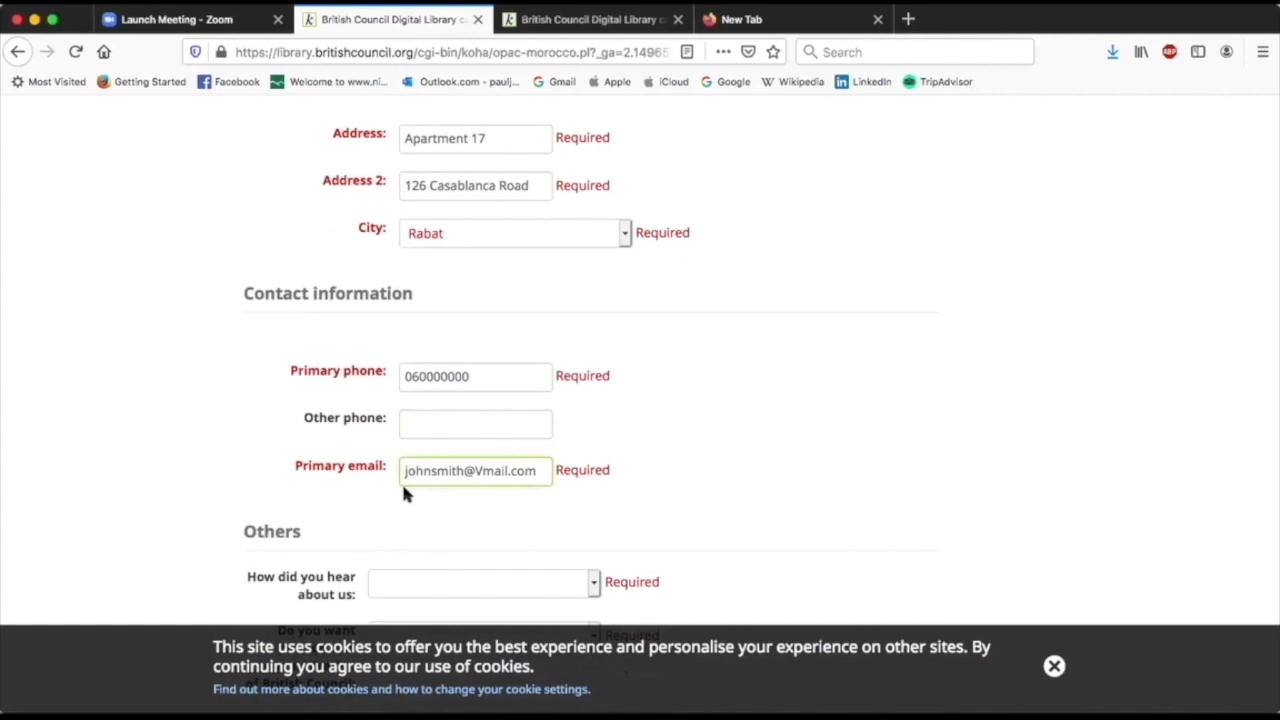 Launch Meeting - Zoom
British Council Digital Library c
British Council Digital Library c
New Tab
https://library.britishcouncil.org/cgi-bin/koha/opac-morocco.pl?_ga=2.14965
Search
Most Visited
Getting Started
Facebook
Welcome to www.ni...
Outlook.com - paulj...
Gmail
Apple
iCloud
Google
Wikipedia
LinkedIn
TripAdvisor
Address: Apartment 17 Required
Address 2: 126 Casablanca Road Required
City: Rabat Required
Contact information
Primary phone: 060000000 Required
Other phone:
Primary email: johnsmith@Vmail.com Required
Others
How did you hear Required
about us:
Do you want Required
This site uses cookies to offer you the best experience and personalise your experience on other sites. By
continuing you agree to our use of cookies.
Find out more about cookies and how to change your cookie settings.